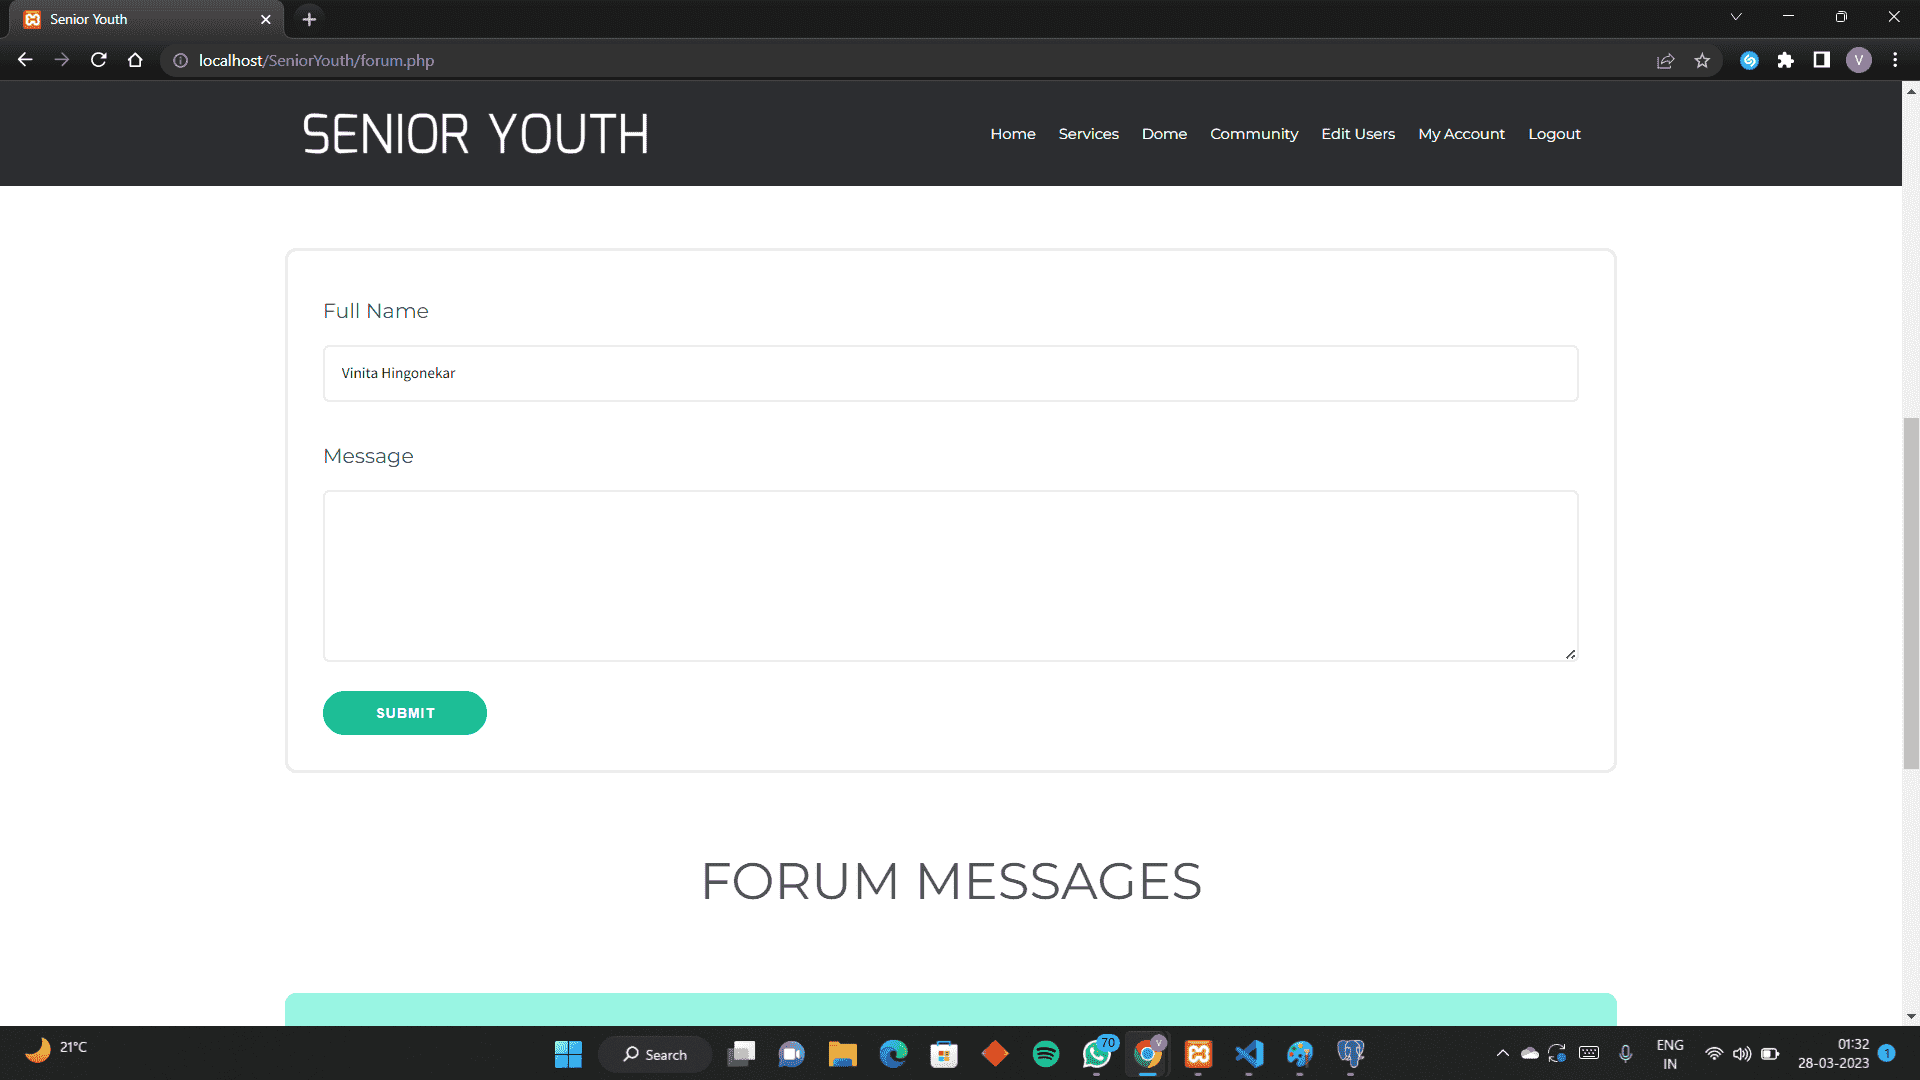 Senior Youth
localhost/SeniorYouth/forum.php
V
SENIOR YOUTH
Home Services Dome Community Edit Users My Account Logout
Full Name
Vinita Hingonekar
Message
SUBMIT
FORUM MESSAGES
21°C
Search
70
V
ENG
IN
01:32
28-03-2023
1